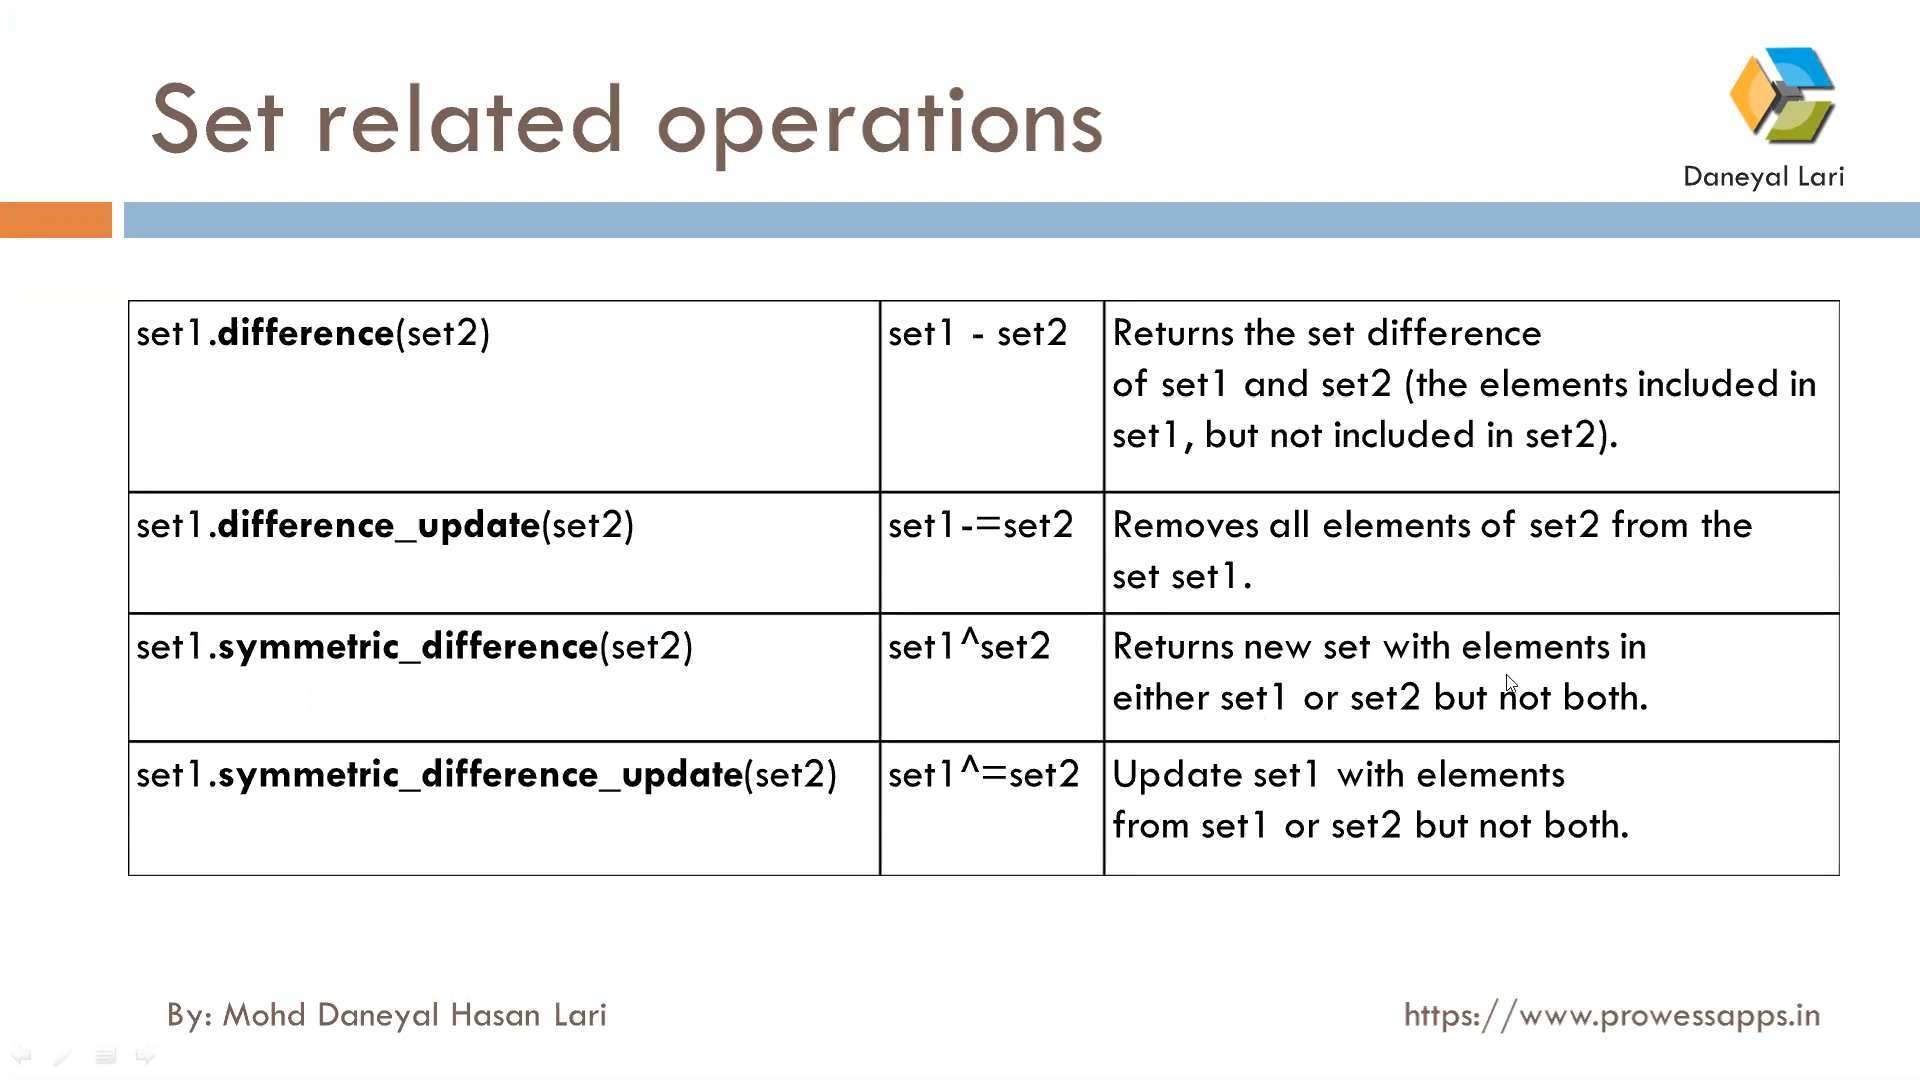 Set related operations
Daneyal Lari
set1.difference(set2)
set1 - set2
Returns the set difference
of set1 and set2 (the elements included in
set1, but not included in set2).
set1.difference_update(set2)
set1-=set2
Removes all elements of set2 from the
set set1.
set1.symmetric_difference(set2)
set1^set2
Returns new set with elements in
either set1 or set2 but not both.
set1.symmetric_difference_update(set2)
set1^=set2
Update set1 with elements
from set1 or set2 but not both.
By: Mohd Daneyal Hasan Lari
https://www.prowessapps.in